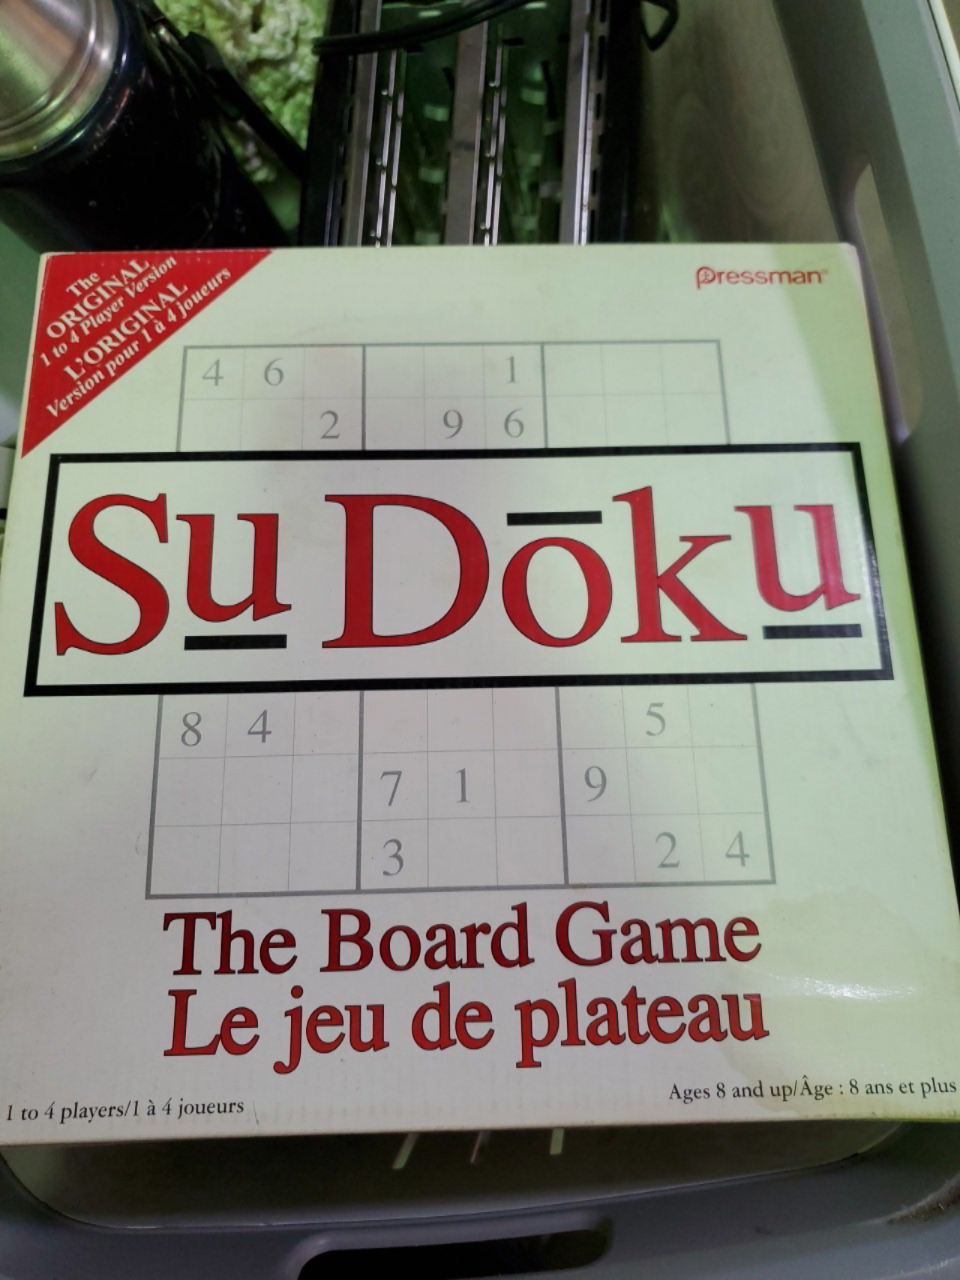 The
ORIGINAL
1 to 4 Player Version
L'ORIGINAL
Version pour 1 à 4 joueurs
Pressman®
4 6 1
2 9 6
Su Dōku
8 4 5
7 1 9
3 2 4
The Board Game
Le jeu de plateau
1 to 4 players/1 à 4 joueurs
Ages 8 and up/Âge : 8 ans et plus